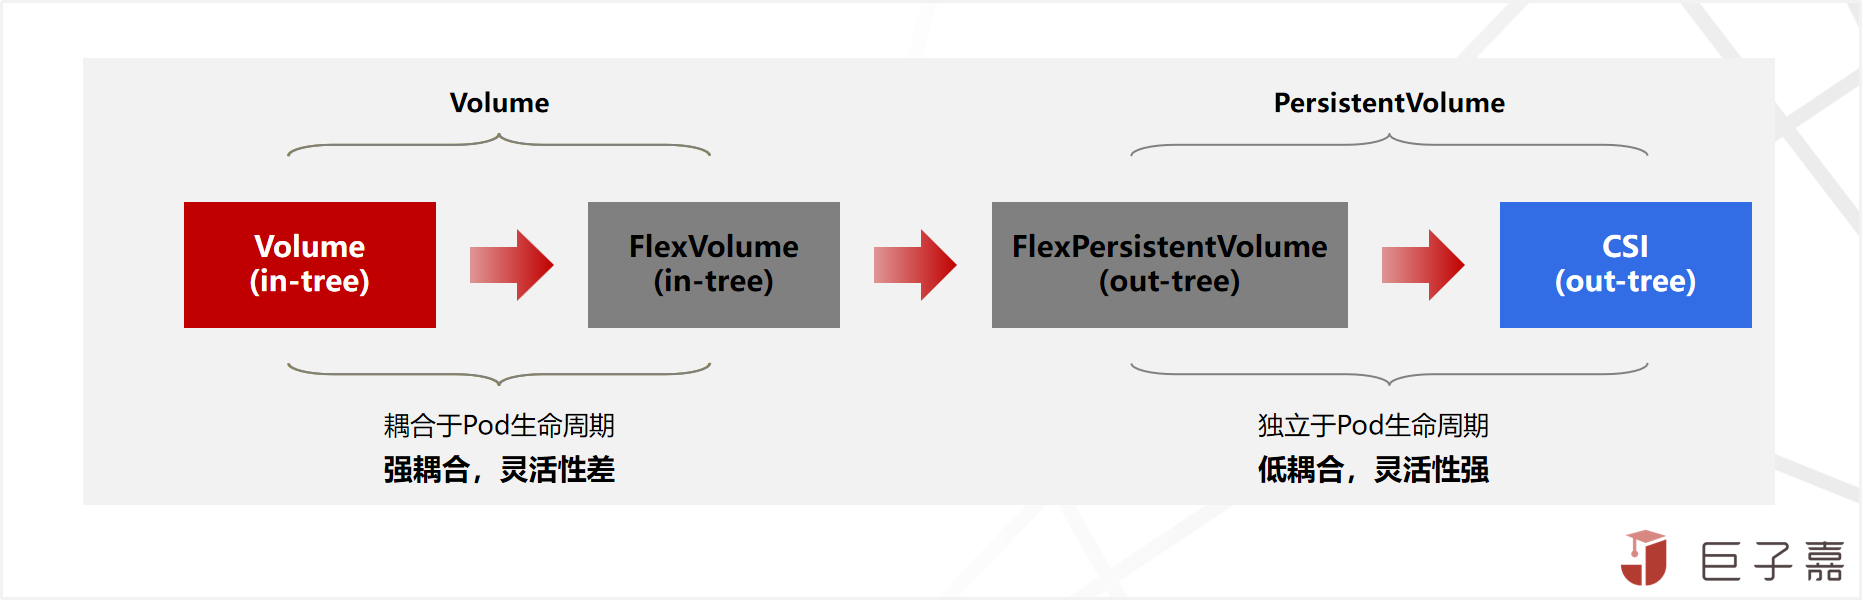 Volume
PersistentVolume
Volume
(in-tree)
FlexVolume
(in-tree)
FlexPersistentVolume
(out-tree)
CSI
(out-tree)
耦合于Pod生命周期
强耦合，灵活性差
独立于Pod生命周期
低耦合，灵活性强
巨子嘉